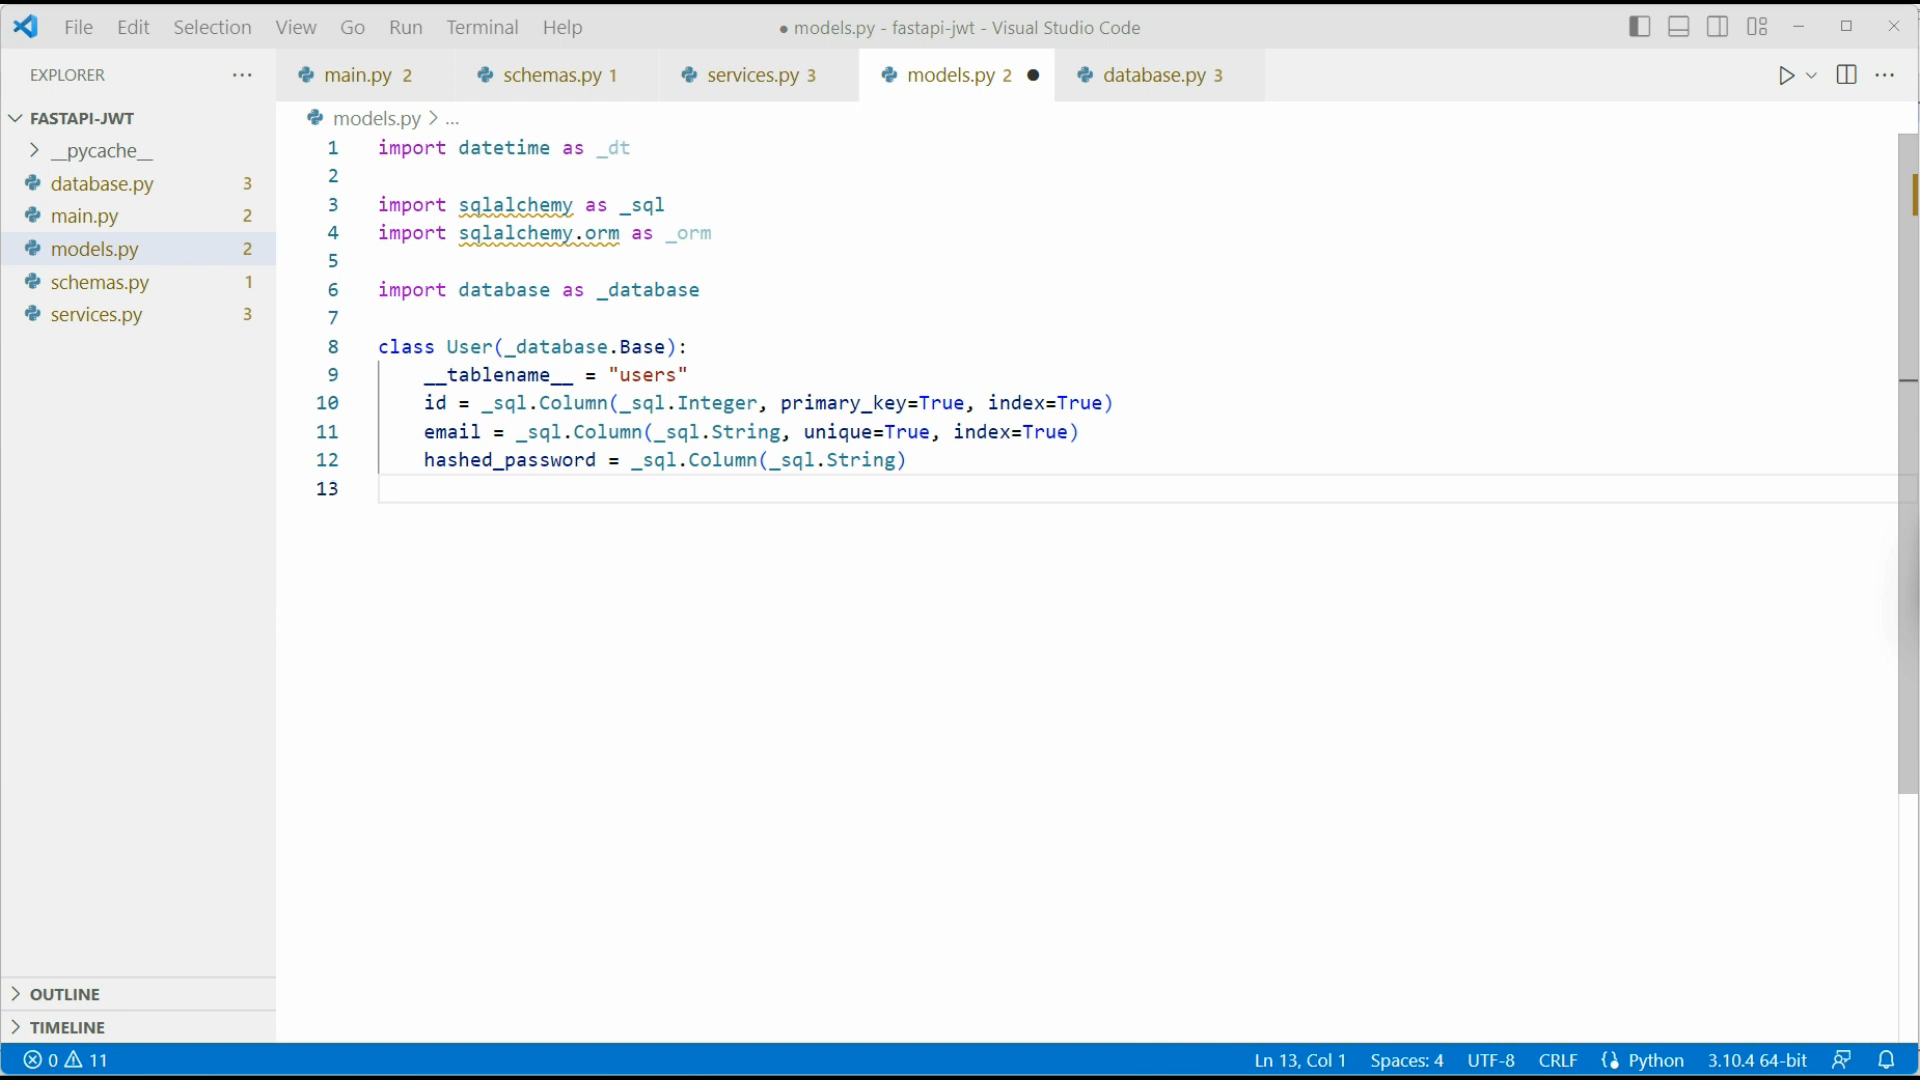 File Edit Selection View Go Run Terminal Help
● models.py - fastapi-jwt - Visual Studio Code
EXPLORER
FASTAPI-JWT
__pycache__
database.py 3
main.py 2
models.py 2
schemas.py 1
services.py 3
OUTLINE
TIMELINE
main.py 2
schemas.py 1
services.py 3
models.py 2 ●
database.py 3
models.py > ...
1 import datetime as _dt
2
3 import sqlalchemy as _sql
4 import sqlalchemy.orm as _orm
5
6 import database as _database
7
8 class User(_database.Base):
9     __tablename__ = "users"
10     id = _sql.Column(_sql.Integer, primary_key=True, index=True)
11     email = _sql.Column(_sql.String, unique=True, index=True)
12     hashed_password = _sql.Column(_sql.String)
13
0 11
Ln 13, Col 1 Spaces: 4 UTF-8 CRLF Python 3.10.4 64-bit